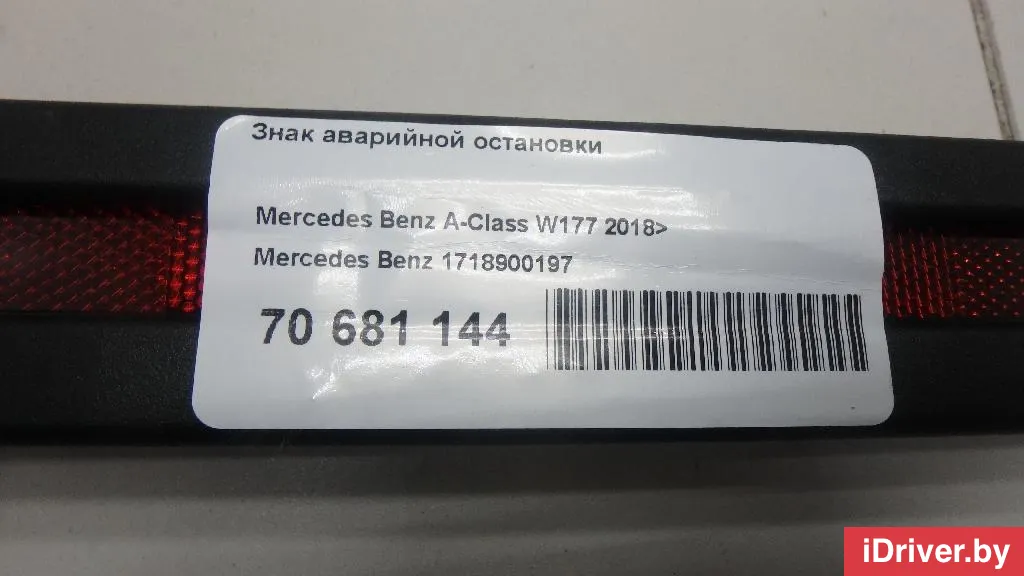 Знак аварийной остановки
Mercedes Benz A-Class W177 2018>
Mercedes Benz 1718900197
70 681 144
iDriver.by